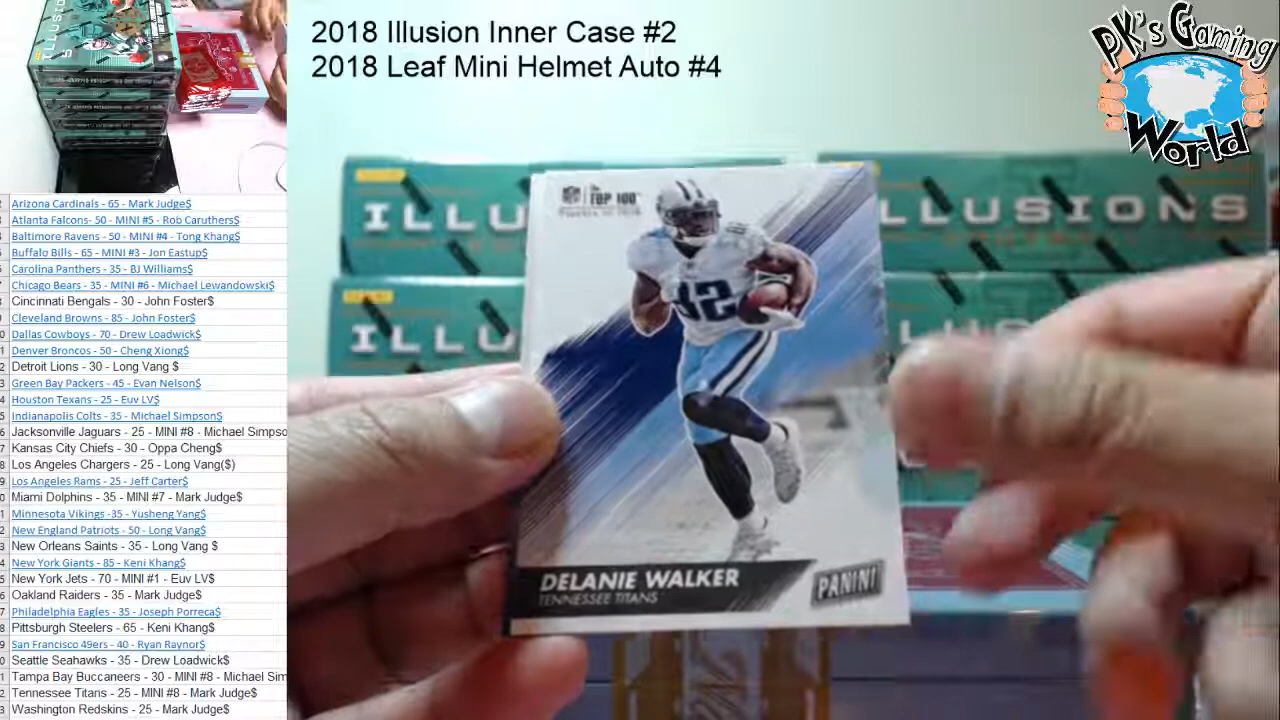 2018 Illusion Inner Case #2
2018 Leaf Mini Helmet Auto #4
PK's Gaming
World
Arizona Cardinals - 65 - Mark Judge$
Atlanta Falcons- 50 - MINI #5 - Rob Caruthers$
Baltimore Ravens - 50 - MINI #4 - Tong Khang$
Buffalo Bills - 65 - MINI #3 - Jon Eastup$
Carolina Panthers - 35 - BJ Williams$
Chicago Bears - 35 - MINI #6 - Michael Lewandowski$
Cincinnati Bengals - 30 - John Foster$
Cleveland Browns - 85 - John Foster$
Dallas Cowboys - 70 - Drew Loadwick$
Denver Broncos - 50 - Cheng Xiong$
Detroit Lions - 30 - Long Vang $
Green Bay Packers - 45 - Evan Nelson$
Houston Texans - 25 - Euv LV$
Indianapolis Colts - 35 - Michael Simpson$
Jacksonville Jaguars - 25 - MINI #8 - Michael Simpso
Kansas City Chiefs - 30 - Oppa Cheng$
Los Angeles Chargers - 25 - Long Vang($)
Los Angeles Rams - 25 - Jeff Carter$
Miami Dolphins - 35 - MINI #7 - Mark Judge$
Minnesota Vikings -35 - Yusheng Yang$
New England Patriots - 50 - Long Vang$
New Orleans Saints - 35 - Long Vang $
New York Giants - 85 - Keni Khang$
New York Jets - 70 - MINI #1 - Euv LV$
Oakland Raiders - 35 - Mark Judge$
Philadelphia Eagles - 35 - Joseph Porreca$
Pittsburgh Steelers - 65 - Keni Khang$
San Francisco 49ers - 40 - Ryan Raynor$
Seattle Seahawks - 35 - Drew Loadwick$
Tampa Bay Buccaneers - 30 - MINI #8 - Michael Sim
Tennessee Titans - 25 - MINI #8 - Mark Judge$
Washington Redskins - 25 - Mark Judge$
ILLU
ILLUSIONS
ILLU
NFL TOP 100
82
DELANIE WALKER
TENNESSEE TITANS
PANINI